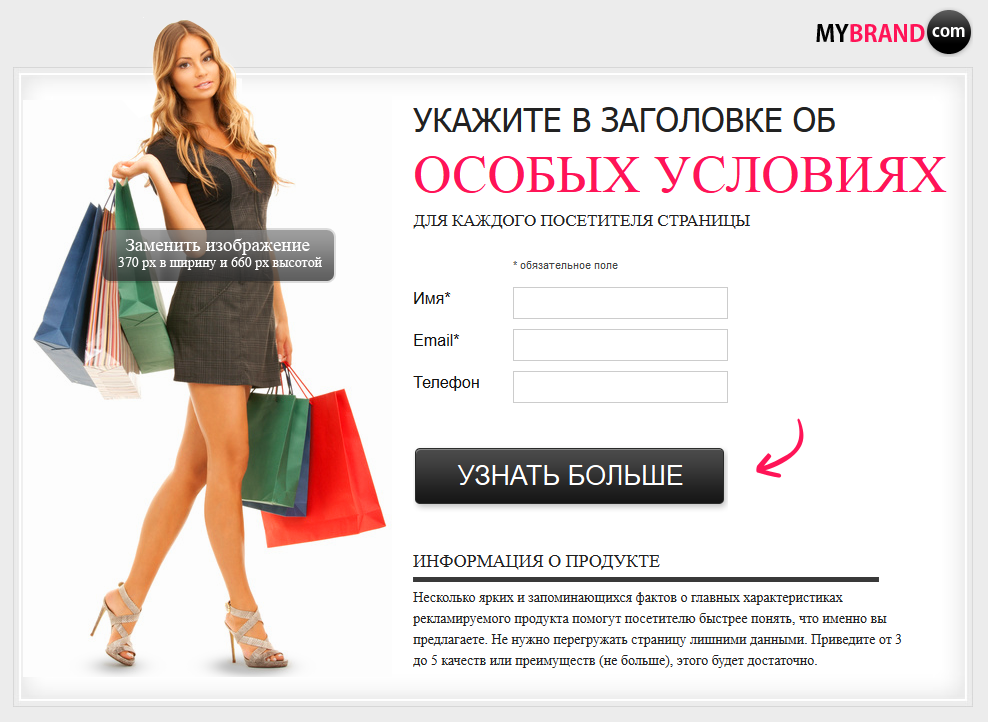 MYBRAND com
УКАЖИТЕ В ЗАГОЛОВКЕ ОБ
ОСОБЫХ УСЛОВИЯХ
ДЛЯ КАЖДОГО ПОСЕТИТЕЛЯ СТРАНИЦЫ
Заменить изображение
370 px в ширину и 660 px высотой
* обязательное поле
Имя*
Email*
Телефон
УЗНАТЬ БОЛЬШЕ
ИНФОРМАЦИЯ О ПРОДУКТЕ
Несколько ярких и запоминающихся фактов о главных характеристиках
рекламируемого продукта помогут посетителю быстрее понять, что именно вы
предлагаете. Не нужно перегружать страницу лишними данными. Приведите от 3
до 5 качеств или преимуществ (не больше), этого будет достаточно.